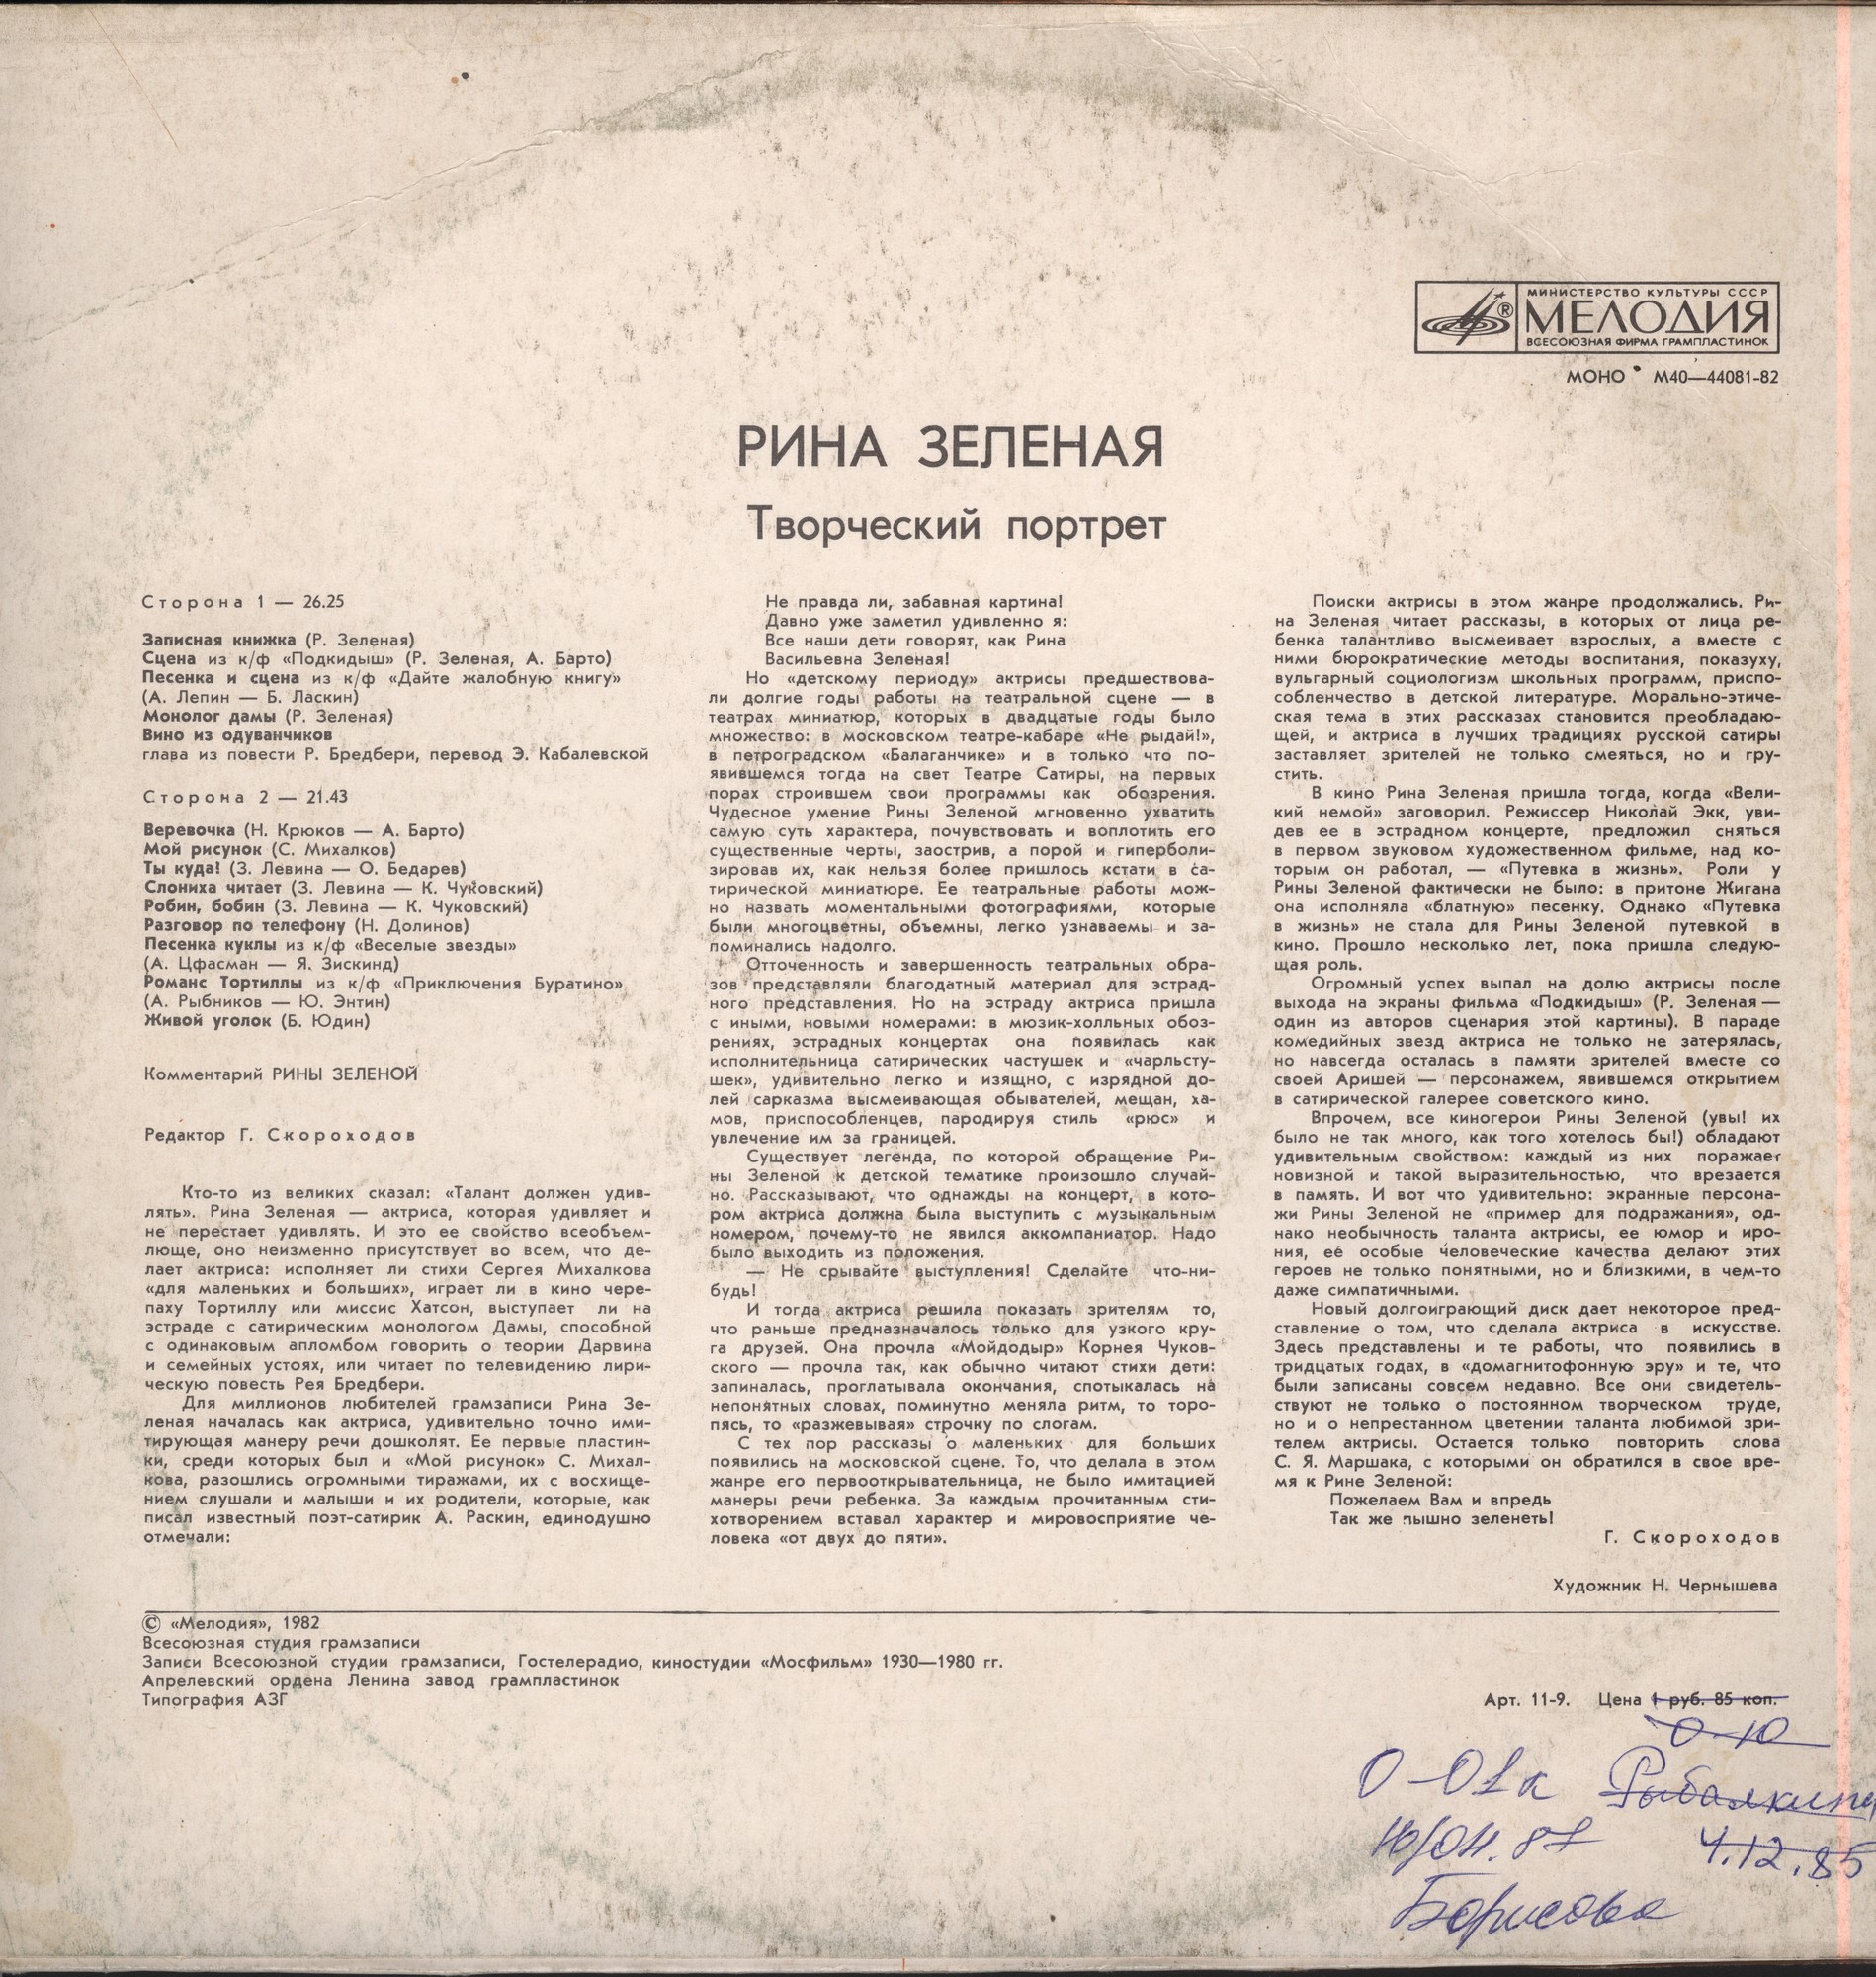 МИНИСТЕРСТВО КУЛЬТУРЫ СССР
МЕЛОДИЯ
ВСЕСОЮЗНАЯ ФИРМА ГРАМПЛАСТИНОК
МОНО М40—44081-82
РИНА ЗЕЛЕНАЯ
Творческий портрет
Сторона 1 — 26.25
Записная книжка (Р. Зеленая)
Сцена из к/ф «Подкидыш» (Р. Зеленая, А. Барто)
Песенка и сцена из к/ф «Дайте жалобную книгу»
(А. Лепин — Б. Ласкин)
Монолог дамы (Р. Зеленая)
Вино из одуванчиков
глава из повести Р. Бредбери, перевод Э. Кабалевской
Сторона 2 — 21.43
Веревочка (Н. Крюков — А. Барто)
Мой рисунок (С. Михалков)
Ты куда! (З. Левина — О. Бедарев)
Слониха читает (З. Левина — К. Чуковский)
Робин, бобин (З. Левина — К. Чуковский)
Разговор по телефону (Н. Долинов)
Песенка куклы из к/ф «Веселые звезды»
(А. Цфасман — Я. Зискинд)
Романс Тортиллы из к/ф «Приключения Буратино»
(А. Рыбников — Ю. Энтин)
Живой уголок (Б. Юдин)
Комментарий РИНЫ ЗЕЛЕНОЙ
Редактор Г. Скороходов
Кто-то из великих сказал: «Талант должен удив-
лять». Рина Зеленая — актриса, которая удивляет и
не перестает удивлять. И это ее свойство всеобъем-
люще, оно неизменно присутствует во всем, что де-
лает актриса: исполняет ли стихи Сергея Михалкова
«для маленьких и больших», играет ли в кино чере-
паху Тортиллу или миссис Хатсон, выступает ли на
эстраде с сатирическим монологом Дамы, способной
с одинаковым апломбом говорить о теории Дарвина
и семейных устоях, или читает по телевидению лири-
ческую повесть Рея Бредбери.
Для миллионов любителей грамзаписи Рина Зе-
леная началась как актриса, удивительно точно ими-
тирующая манеру речи дошколят. Ее первые пластин-
ки, среди которых был и «Мой рисунок» С. Михал-
кова, разошлись огромными тиражами, их с восхище-
нием слушали и малыши и их родители, которые, как
писал известный поэт-сатирик А. Раскин, единодушно
отмечали:
Не правда ли, забавная картина!
Давно уже заметил удивленно я:
Все наши дети говорят, как Рина
Васильевна Зеленая!
Но «детскому периоду» актрисы предшествова-
ли долгие годы работы на театральной сцене — в
театрах миниатюр, которых в двадцатые годы было
множество: в московском театре-кабаре «Не рыдай!»,
в петроградском «Балаганчике» и в только что по-
явившемся тогда на свет Театре Сатиры, на первых
порах строившем свои программы как обозрения.
Чудесное умение Рины Зеленой мгновенно ухватить
самую суть характера, почувствовать и воплотить его
существенные черты, заострив, а порой и гиперболи-
зировав их, как нельзя более пришлось кстати в са-
тирической миниатюре. Ее театральные работы мож-
но назвать моментальными фотографиями, которые
были многоцветны, объемны, легко узнаваемы и за-
поминались надолго.
Отточенность и завершенность театральных обра-
зов представляли благодатный материал для эстрад-
ного представления. Но на эстраду актриса пришла
с иными, новыми номерами: в мюзик-холльных обоз-
рениях, эстрадных концертах она появилась как
исполнительница сатирических частушек и «чарльсту-
шек», удивительно легко и изящно, с изрядной до-
лей сарказма высмеивающая обывателей, мещан, ха-
мов, приспособленцев, пародируя стиль «рюс» и
увлечение им за границей.
Существует легенда, по которой обращение Ри-
ны Зеленой к детской тематике произошло случай-
но. Рассказывают, что однажды на концерт, в кото-
ром актриса должна была выступить с музыкальным
номером, почему-то не явился аккомпаниатор. Надо
было выходить из положения.
— Не срывайте выступления! Сделайте что-ни-
будь!
И тогда актриса решила показать зрителям то,
что раньше предназначалось только для узкого кру-
га друзей. Она прочла «Мойдодыр» Корнея Чуков-
ского — прочла так, как обычно читают стихи дети:
запиналась, проглатывала окончания, спотыкалась на
непонятных словах, поминутно меняла ритм, то торо-
пясь, то «разжевывая» строчку по слогам.
С тех пор рассказы о маленьких для больших
появились на московской сцене. То, что делала в этом
жанре его первооткрывательница, не было имитацией
манеры речи ребенка. За каждым прочитанным сти-
хотворением вставал характер и мировосприятие че-
ловека «от двух до пяти».
Поиски актрисы в этом жанре продолжались. Ри-
на Зеленая читает рассказы, в которых от лица ре-
бенка талантливо высмеивает взрослых, а вместе с
ними бюрократические методы воспитания, показуху,
вульгарный социологизм школьных программ, приспо-
собленчество в детской литературе. Морально-этиче-
ская тема в этих рассказах становится преобладаю-
щей, и актриса в лучших традициях русской сатиры
заставляет зрителей не только смеяться, но и гру-
стить.
В кино Рина Зеленая пришла тогда, когда «Вели-
кий немой» заговорил. Режиссер Николай Экк, уви-
дев ее в эстрадном концерте, предложил сняться
в первом звуковом художественном фильме, над ко-
торым он работал, — «Путевка в жизнь». Роли у
Рины Зеленой фактически не было: в притоне Жигана
она исполняла «блатную» песенку. Однако «Путевка
в жизнь» не стала для Рины Зеленой путевкой в
кино. Прошло несколько лет, пока пришла следую-
щая роль.
Огромный успех выпал на долю актрисы после
выхода на экраны фильма «Подкидыш» (Р. Зеленая —
один из авторов сценария этой картины). В параде
комедийных звезд актриса не только не затерялась,
но навсегда осталась в памяти зрителей вместе со
своей Аришей — персонажем, явившемся открытием
в сатирической галерее советского кино.
Впрочем, все киногерои Рины Зеленой (увы! их
было не так много, как того хотелось бы!) обладают
удивительным свойством: каждый из них поражает
новизной и такой выразительностью, что врезается
в память. И вот что удивительно: экранные персона-
жи Рины Зеленой не «пример для подражания», од-
нако необычность таланта актрисы, ее юмор и иро-
ния, её особые человеческие качества делают этих
героев не только понятными, но и близкими, в чем-то
даже симпатичными.
Новый долгоиграющий диск дает некоторое пред-
ставление о том, что сделала актриса в искусстве.
Здесь представлены и те работы, что появились в
тридцатых годах, в «домагнитофонную эру» и те, что
были записаны совсем недавно. Все они свидетель-
ствуют не только о постоянном творческом труде,
но и о непрестанном цветении таланта любимой зри-
телем актрисы. Остается только повторить слова
С. Я. Маршака, с которыми он обратился в свое вре-
мя к Рине Зеленой:
Пожелаем Вам и впредь
Так же пышно зеленеть!
Г. Скороходов
Художник Н. Чернышева
© «Мелодия», 1982
Всесоюзная студия грамзаписи
Записи Всесоюзной студии грамзаписи, Гостелерадио, киностудии «Мосфильм» 1930—1980 гг.
Апрелевский ордена Ленина завод грампластинок
Типография АЗГ
Арт. 11-9. Цена 1 руб. 85 коп.
0-10
0-01к
4.12.85
Борисова